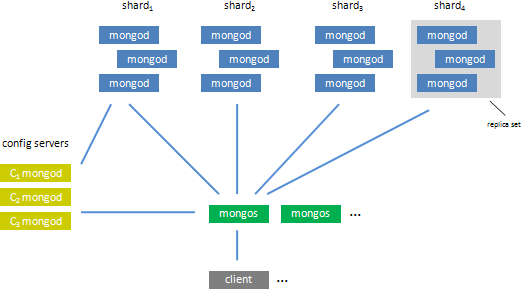 shard1 shard2 shard3 shard4
mongod mongod mongod mongod
mongod mongod mongod mongod
mongod mongod mongod mongod
replica set
config servers
C1 mongod
C2 mongod
C3 mongod
mongos mongos ...
client ...